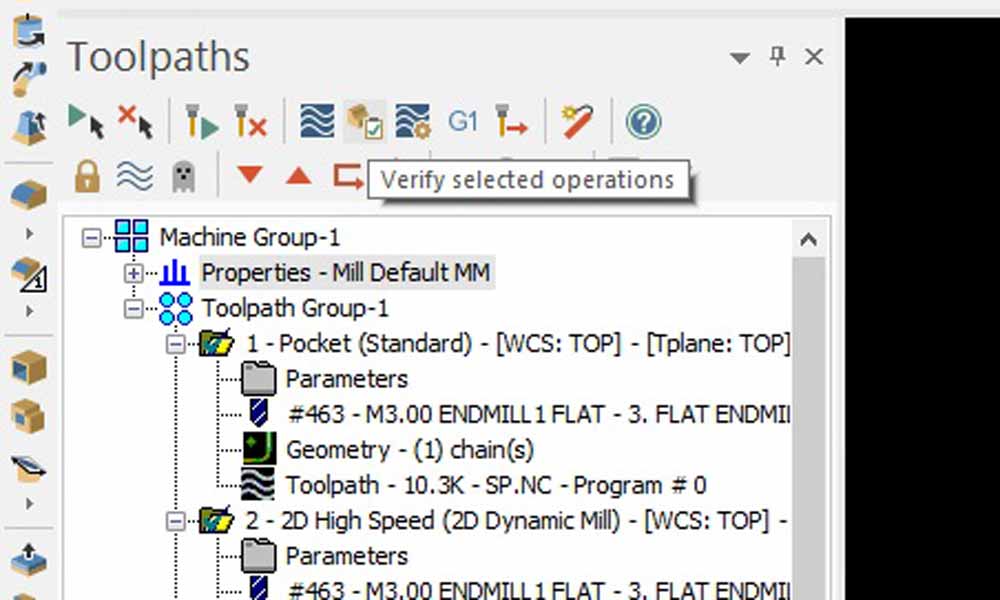 Toolpaths
G1
Verify selected operations
Machine Group-1
Properties - Mill Default MM
Toolpath Group-1
1 - Pocket (Standard) - [WCS: TOP] - [Tplane: TOP]
Parameters
#463 - M3.00 ENDMILL1 FLAT - 3. FLAT ENDMI
Geometry - (1) chain(s)
Toolpath - 10.3K - SP.NC - Program # 0
2 - 2D High Speed (2D Dynamic Mill) - [WCS: TOP] -
Parameters
#463 - M3.00 ENDMILL1 FLAT - 3. FLAT ENDMI